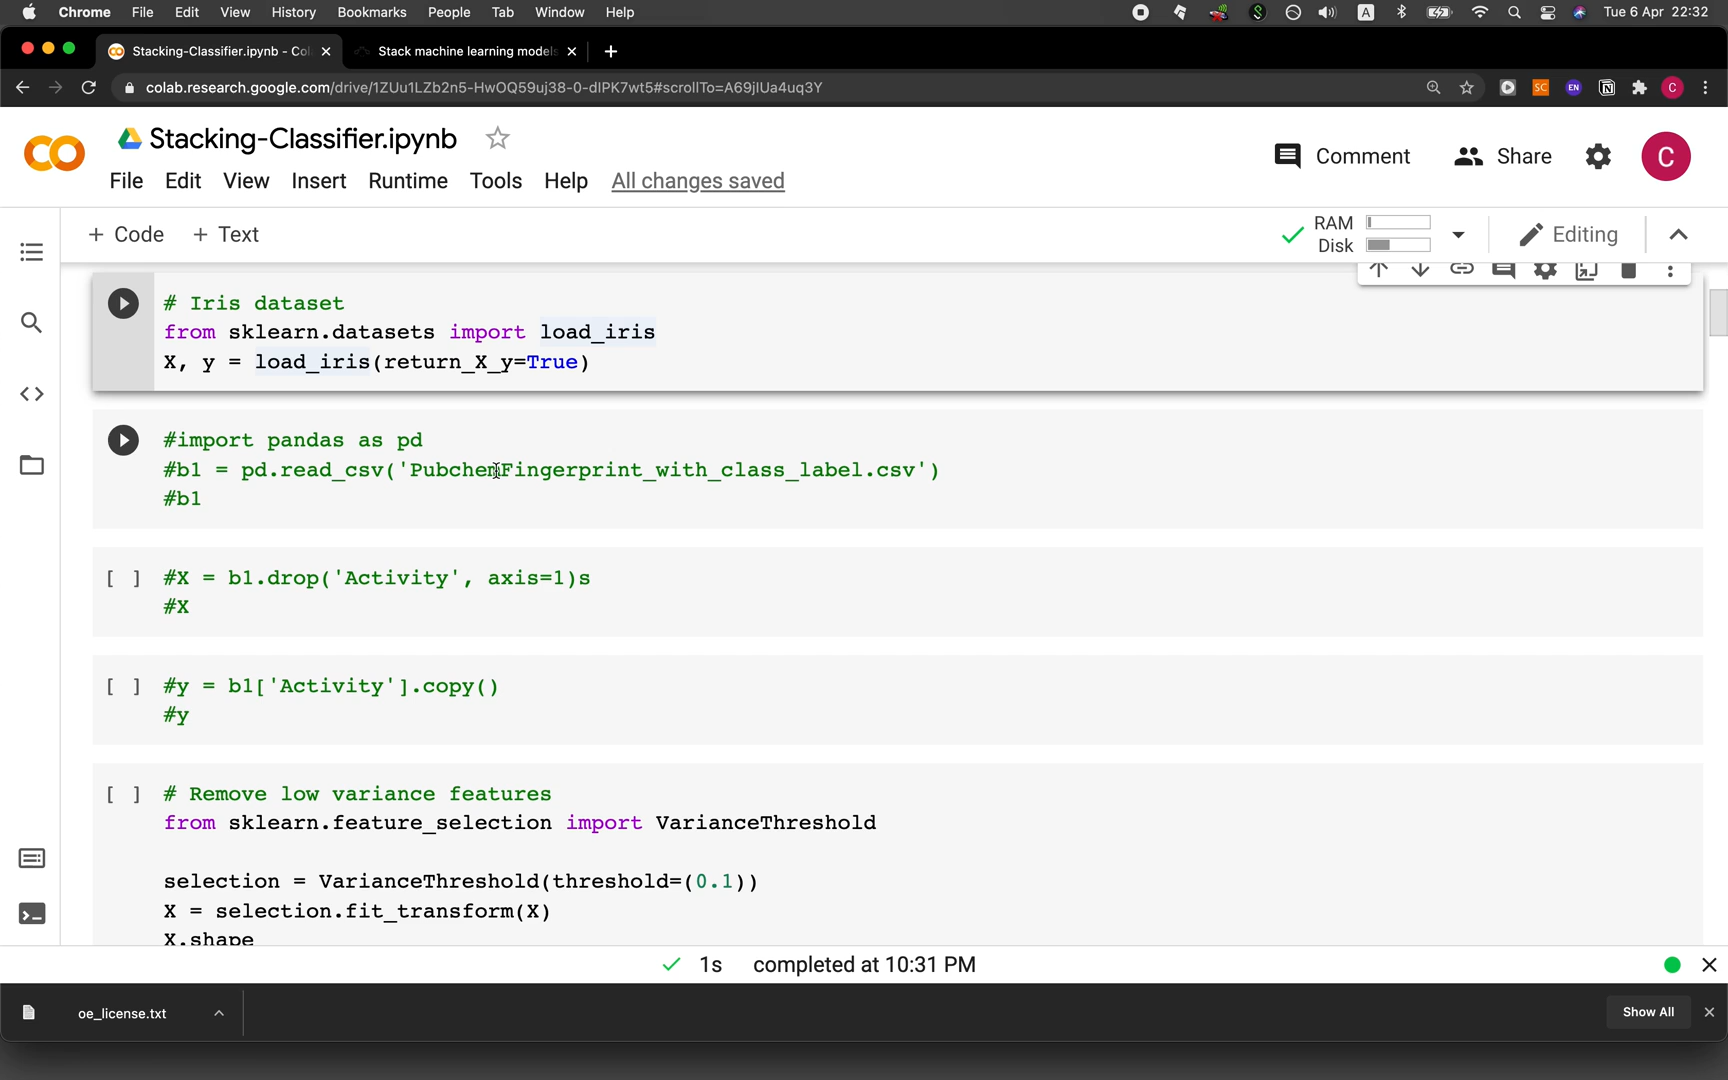 Chrome File Edit View History Bookmarks People Tab Window Help
A Tue 6 Apr 22:32
Stacking-Classifier.ipynb - Col
Stack machine learning models
colab.research.google.com/drive/1ZUu1LZb2n5-HwOQ59uj38-0-dIPK7wt5#scrollTo=A69jIUa4uq3Y
SC EN C
Stacking-Classifier.ipynb
Comment Share C
File Edit View Insert Runtime Tools Help All changes saved
+ Code + Text
RAM
Disk
Editing
# Iris dataset
from sklearn.datasets import load_iris
X, y = load_iris(return_X_y=True)
#import pandas as pd
#b1 = pd.read_csv('PubchemFingerprint_with_class_label.csv')
#b1
[ ] #X = b1.drop('Activity', axis=1)s
#X
[ ] #y = b1['Activity'].copy()
#y
[ ] # Remove low variance features
from sklearn.feature_selection import VarianceThreshold
selection = VarianceThreshold(threshold=(0.1))
X = selection.fit_transform(X)
X.shape
1s completed at 10:31 PM
oe_license.txt
Show All